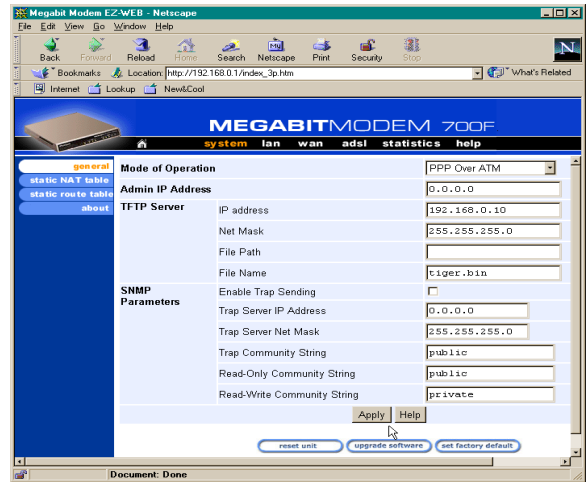 Megabit Modem EZ-WEB - Netscape
File Edit View Go Window Help
Back Forward Reload Home Search Netscape Print Security Stop
N
Bookmarks Location: http://192.168.0.1/index_3p.htm What's Related
Internet Lookup New&Cool
MEGABITMODEM 700F
system lan wan adsl statistics help
general
static NAT table
static route table
about
Mode of Operation PPP Over ATM
Admin IP Address 0.0.0.0
TFTP Server IP address 192.168.0.10
Net Mask 255.255.255.0
File Path
File Name tiger.bin
SNMP Parameters Enable Trap Sending
Trap Server IP Address 0.0.0.0
Trap Server Net Mask 255.255.255.0
Trap Community String public
Read-Only Community String public
Read-Write Community String private
Apply Help
reset unit upgrade software set factory default
Document: Done